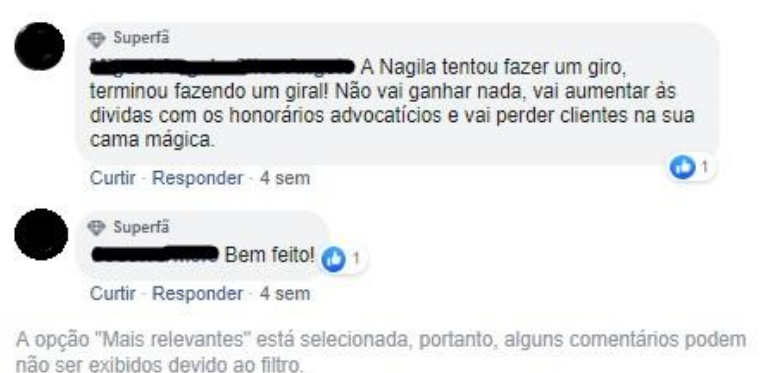 Superfã
A Nagila tentou fazer um giro,
terminou fazendo um giral! Não vai ganhar nada, vai aumentar às
dividas com os honorários advocatícios e vai perder clientes na sua
cama mágica.
1
Curtir · Responder · 4 sem
Superfã
Bem feito! 1
Curtir · Responder · 4 sem
A opção "Mais relevantes" está selecionada, portanto, alguns comentários podem
não ser exibidos devido ao filtro.